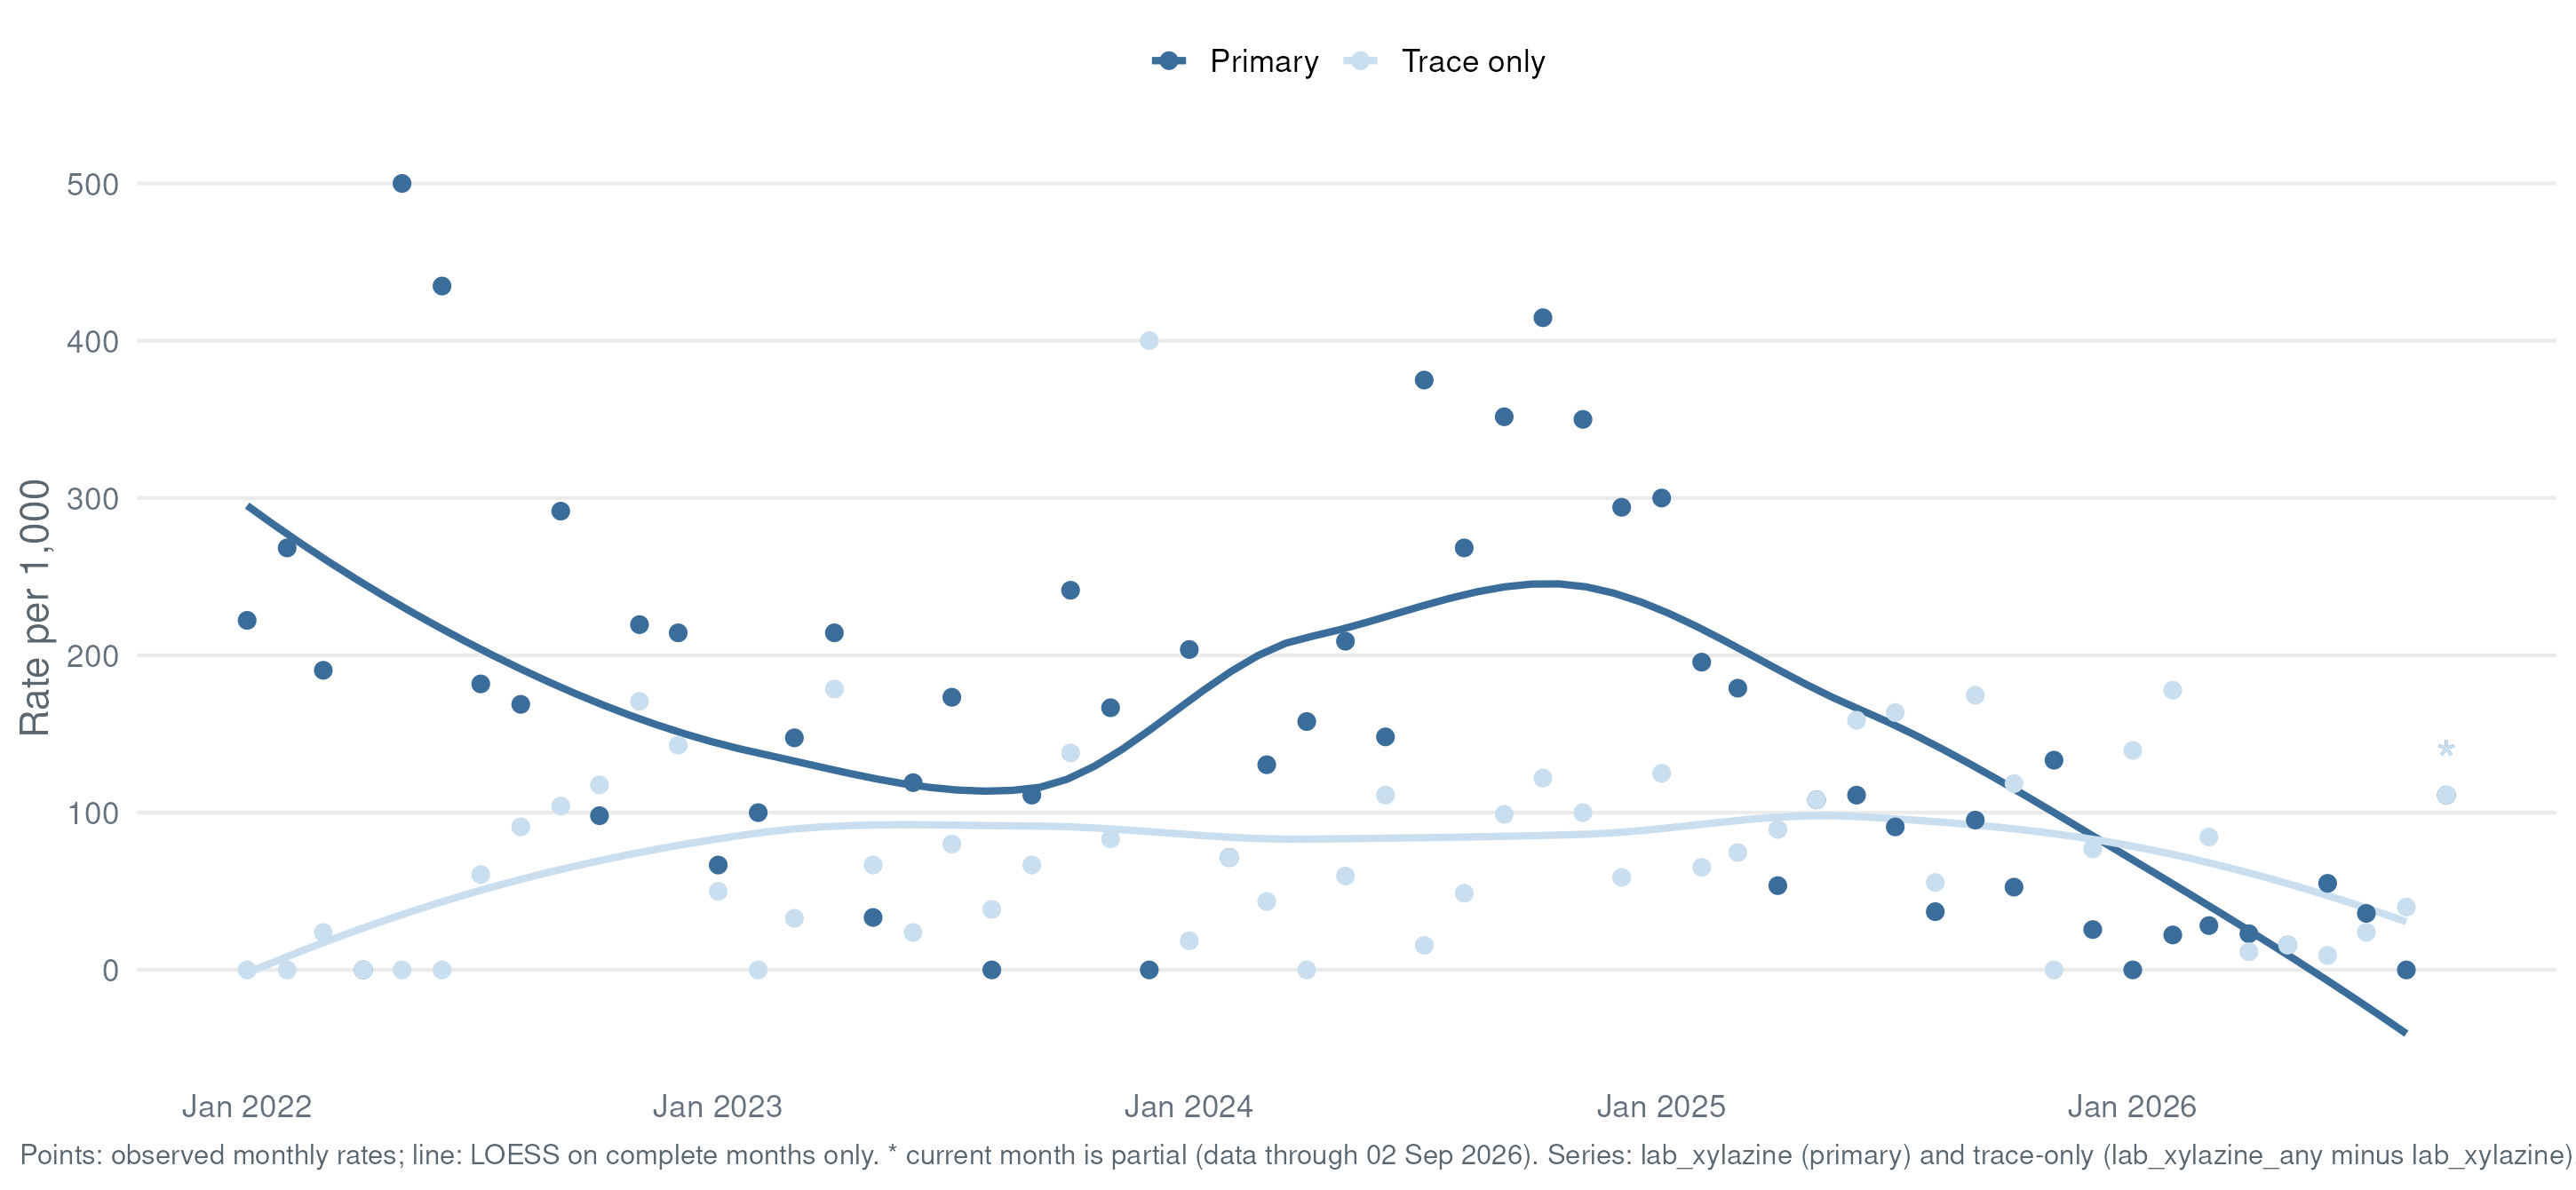 Primary Trace only
500
400
300
200
100
0
Rate per 1,000
*
Jan 2022 Jan 2023 Jan 2024 Jan 2025 Jan 2026
Points: observed monthly rates; line: LOESS on complete months only. * current month is partial (data through 02 Sep 2026). Series: lab_xylazine (primary) and trace-only (lab_xylazine_any minus lab_xylazine)